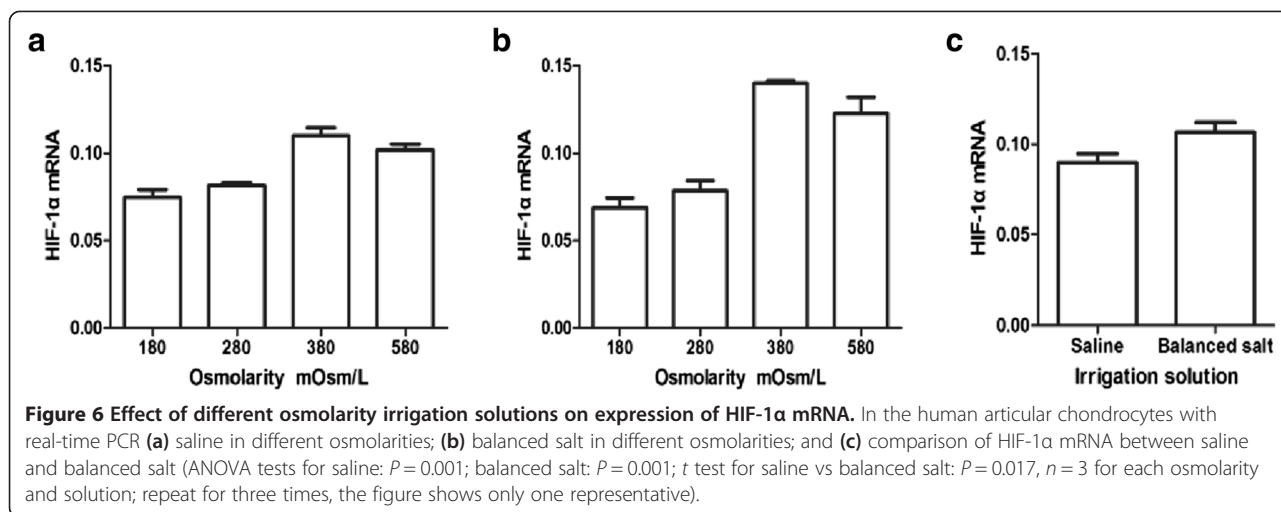 a
0.15
0.10
0.05
0.00
HIF-1α mRNA
180 280 380 580
Osmolarity mOsm/L
b
0.15
0.10
0.05
0.00
HIF-1α mRNA
180 280 380 580
Osmolarity mOsm/L
c
0.15
0.10
0.05
0.00
HIF-1α mRNA
Saline Balanced salt
Irrigation solution
Figure 6 Effect of different osmolarity irrigation solutions on expression of HIF-1α mRNA. In the human articular chondrocytes with
real-time PCR (a) saline in different osmolarities; (b) balanced salt in different osmolarities; and (c) comparison of HIF-1α mRNA between saline
and balanced salt (ANOVA tests for saline: P = 0.001; balanced salt: P = 0.001; t test for saline vs balanced salt: P = 0.017, n = 3 for each osmolarity
and solution; repeat for three times, the figure shows only one representative).